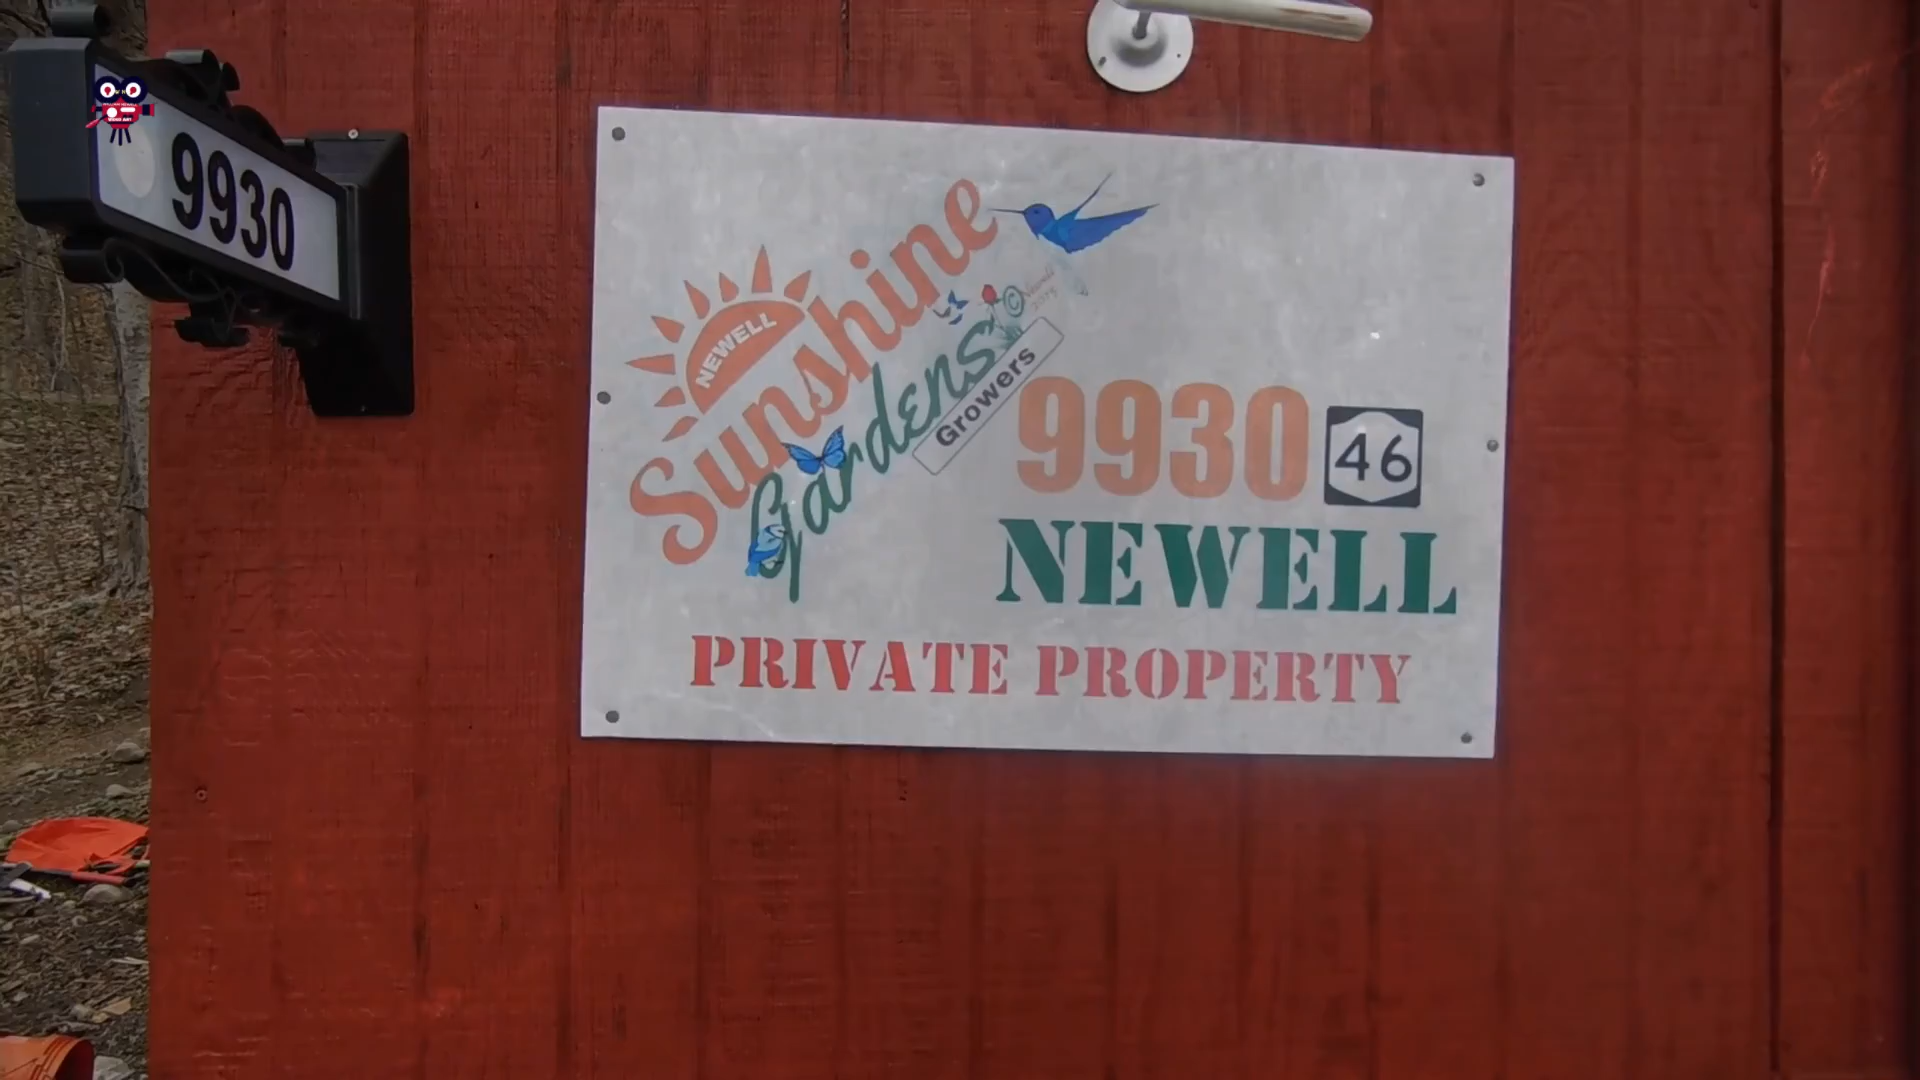 9930
NEWELL
Sunshine
Gardens
©
Growers
9930 46
NEWELL
PRIVATE PROPERTY